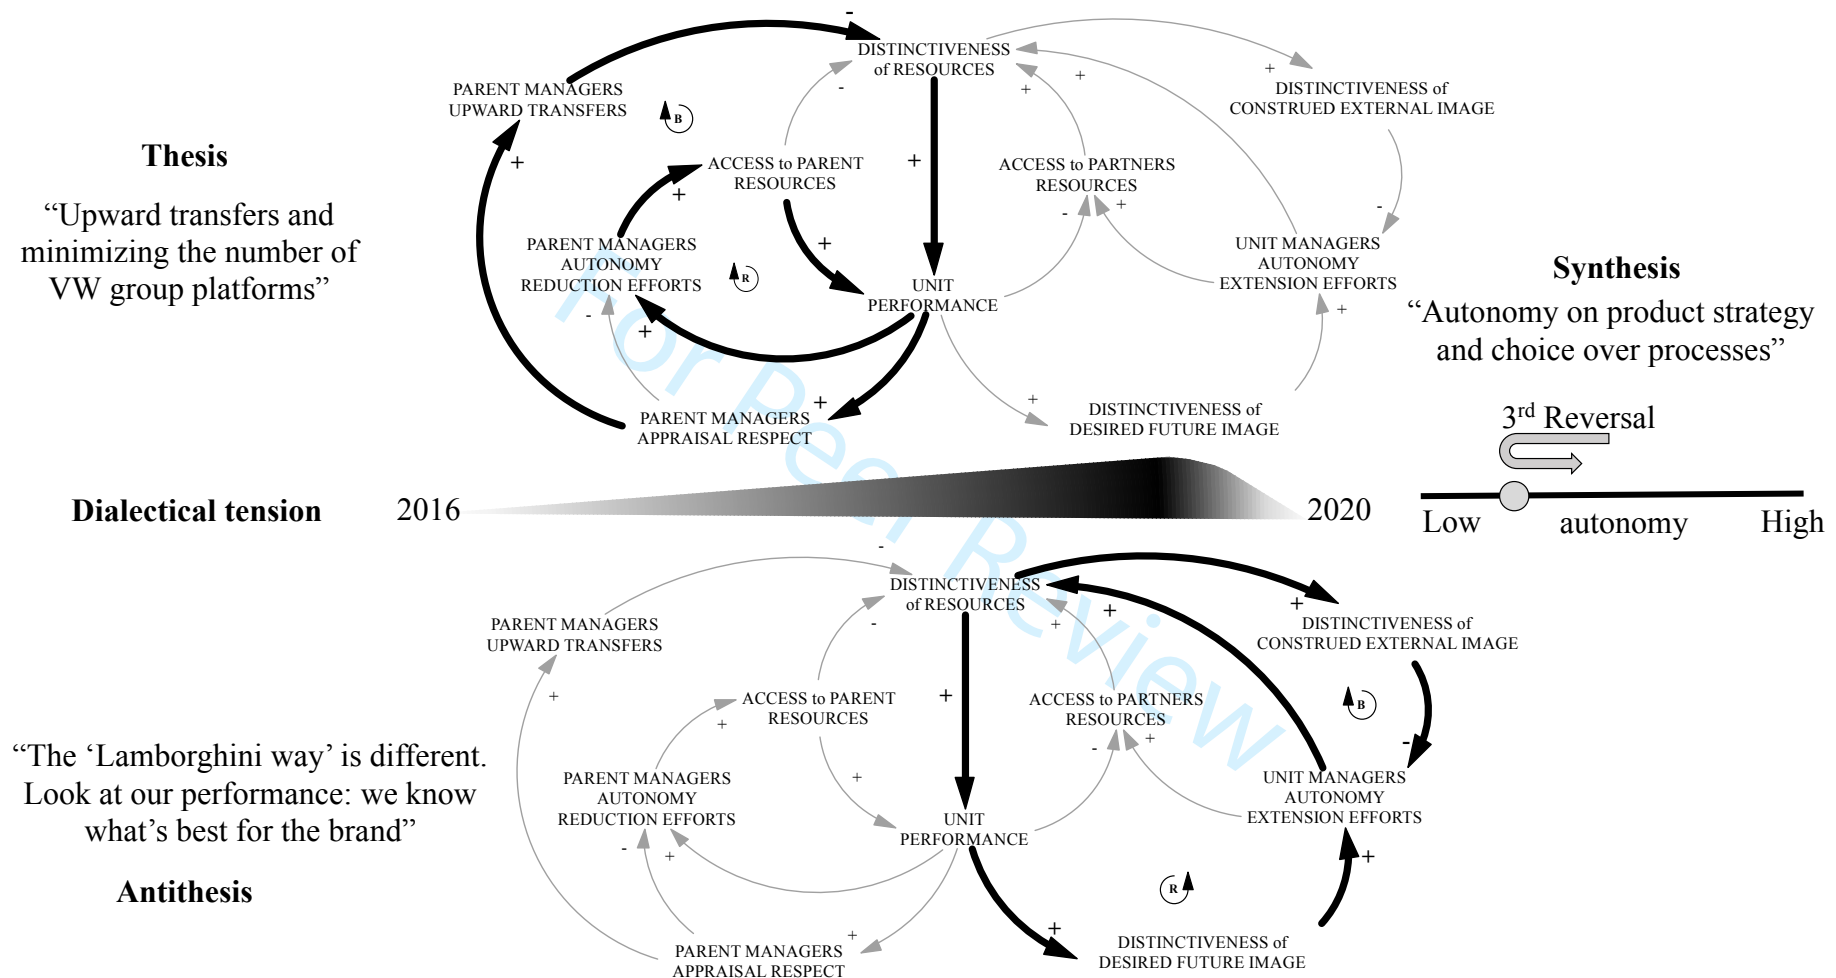 -
DISTINCTIVENESS
of RESOURCES
+
+
DISTINCTIVENESS of
CONSTRUED EXTERNAL IMAGE
PARENT MANAGERS
UPWARD TRANSFERS
B
-
+
Thesis
+
ACCESS to PARENT
RESOURCES
+
ACCESS to PARTNERS
RESOURCES
“Upward transfers and
minimizing the number of
VW group platforms”
+
-
+
-
PARENT MANAGERS
AUTONOMY
REDUCTION EFFORTS
R
+
UNIT MANAGERS
AUTONOMY
EXTENSION EFFORTS
Synthesis
“Autonomy on product strategy
and choice over processes”
UNIT
PERFORMANCE
-
+
+
+
+
PARENT MANAGERS
APPRAISAL RESPECT
DISTINCTIVENESS of
DESIRED FUTURE IMAGE
3rd Reversal
Dialectical tension
2016
2020
Low
autonomy
High
For Peer Review
-
DISTINCTIVENESS
of RESOURCES
-
+
+
+
DISTINCTIVENESS of
CONSTRUED EXTERNAL IMAGE
PARENT MANAGERS
UPWARD TRANSFERS
+
+
ACCESS to PARENT
RESOURCES
+
ACCESS to PARTNERS
RESOURCES
B
-
+
-
“The ‘Lamborghini way’ is different.
Look at our performance: we know
what’s best for the brand”
PARENT MANAGERS
AUTONOMY
REDUCTION EFFORTS
+
UNIT MANAGERS
AUTONOMY
EXTENSION EFFORTS
UNIT
PERFORMANCE
-
+
+
R
Antithesis
+
+
PARENT MANAGERS
APPRAISAL RESPECT
DISTINCTIVENESS of
DESIRED FUTURE IMAGE